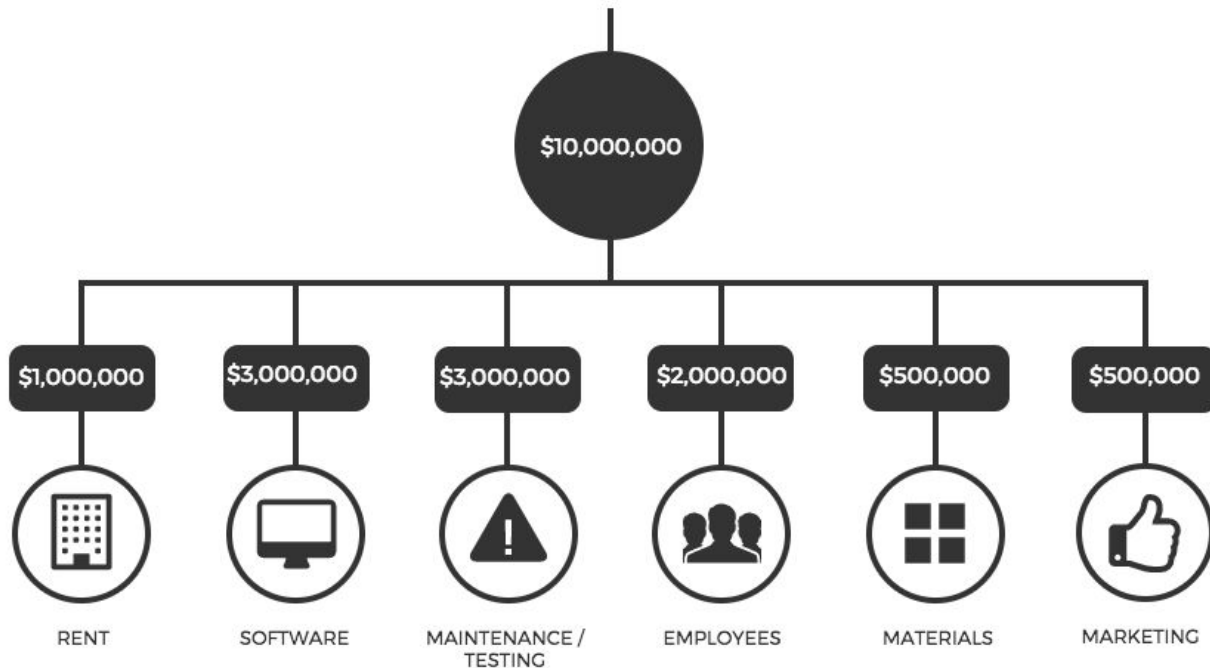 $10,000,000
$1,000,000
$3,000,000
$3,000,000
$2,000,000
$500,000
$500,000
RENT
SOFTWARE
MAINTENANCE /
TESTING
EMPLOYEES
MATERIALS
MARKETING